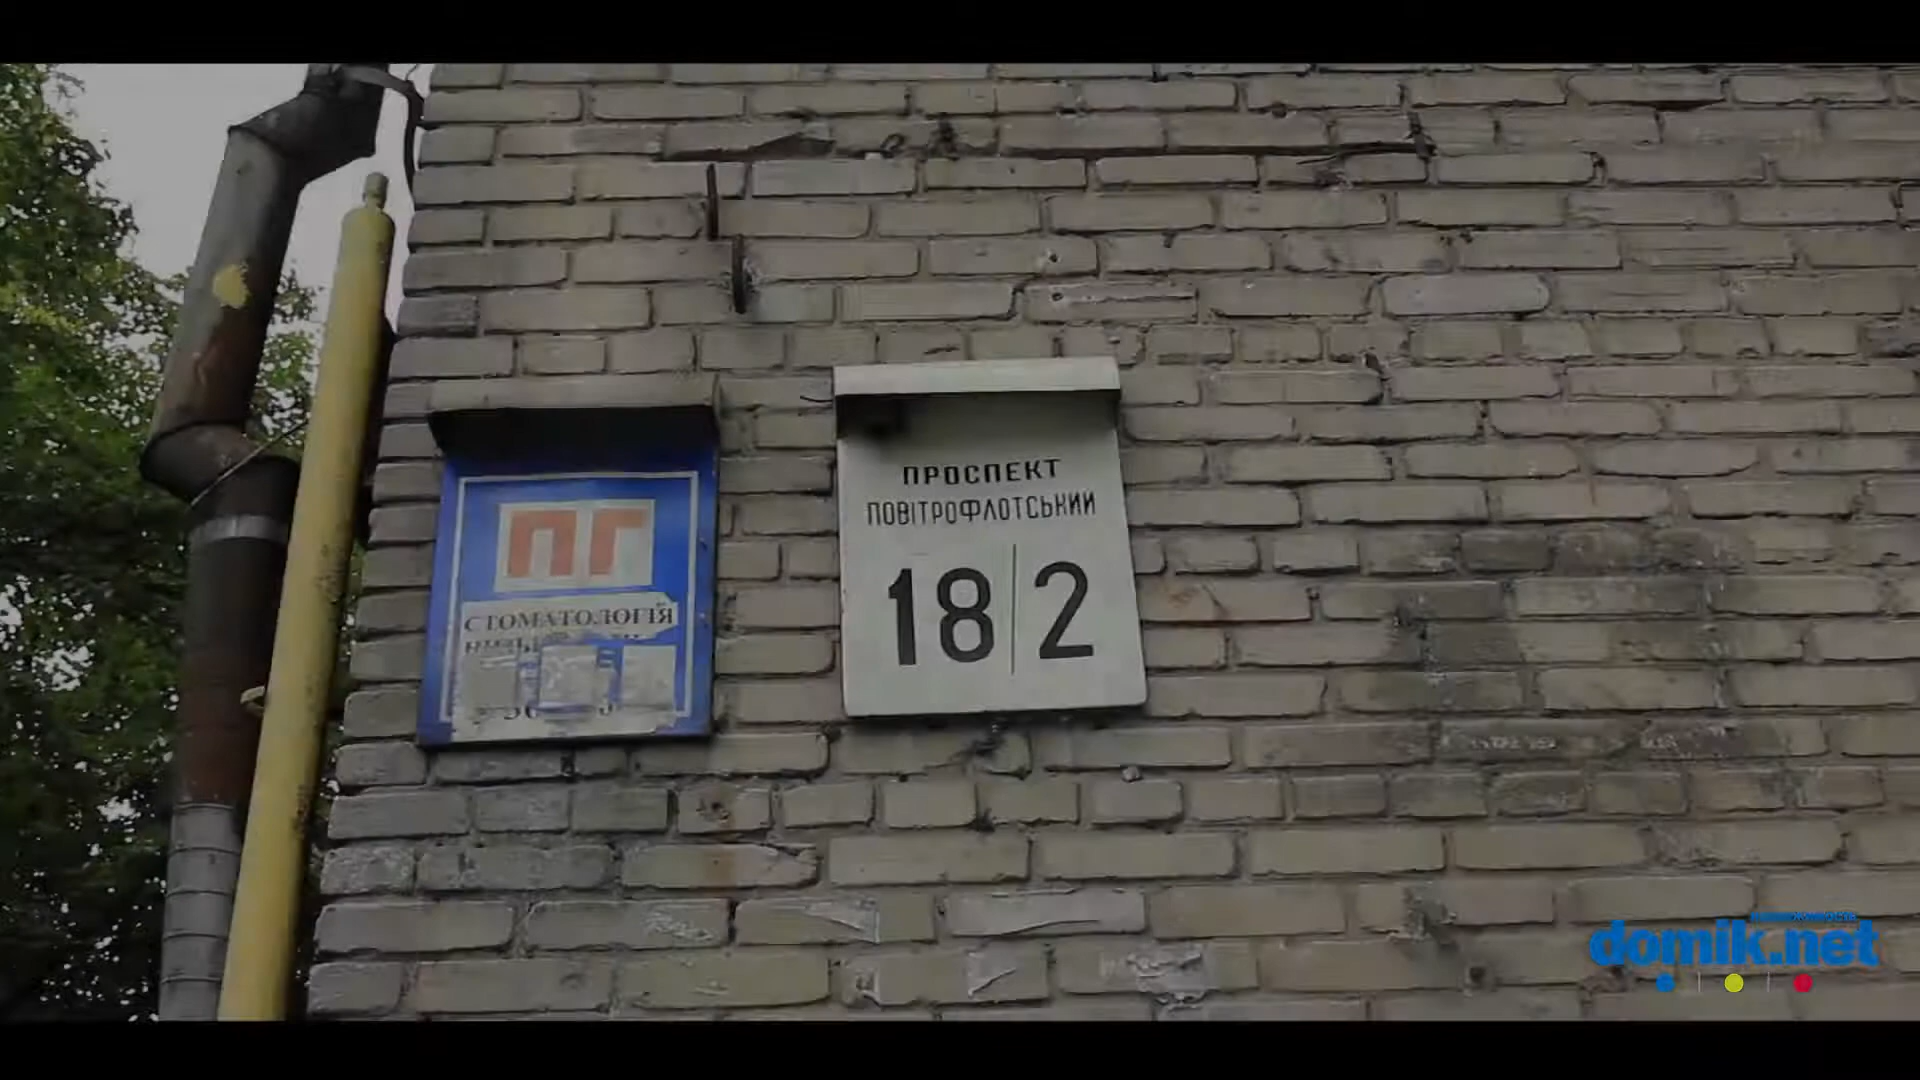 ПГ
СТОМАТОЛОГІЯ
ПРОСПЕКТ
ПОВІТРОФЛОТСЬКИЙ
18|2
domik.net